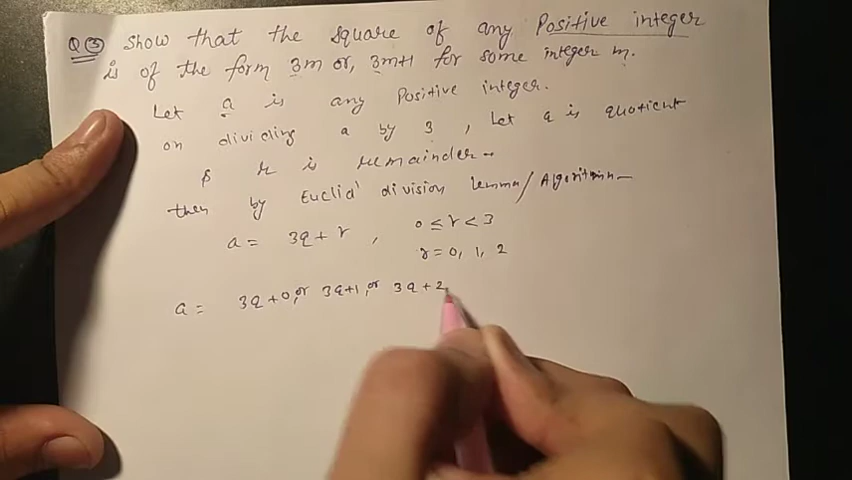 Q③ Show that the square of any Positive integer
is of the form 3m or, 3m+1 for some integer m.
Let a is any Positive integer.
on dividing a by 3, Let q is quotient
& r is remainder.
then by Euclid' division lemma/Algorithm
a = 3q + r, 0 ≤ r < 3
r = 0, 1, 2
a = 3q + 0, or 3q+1, or 3q + 2